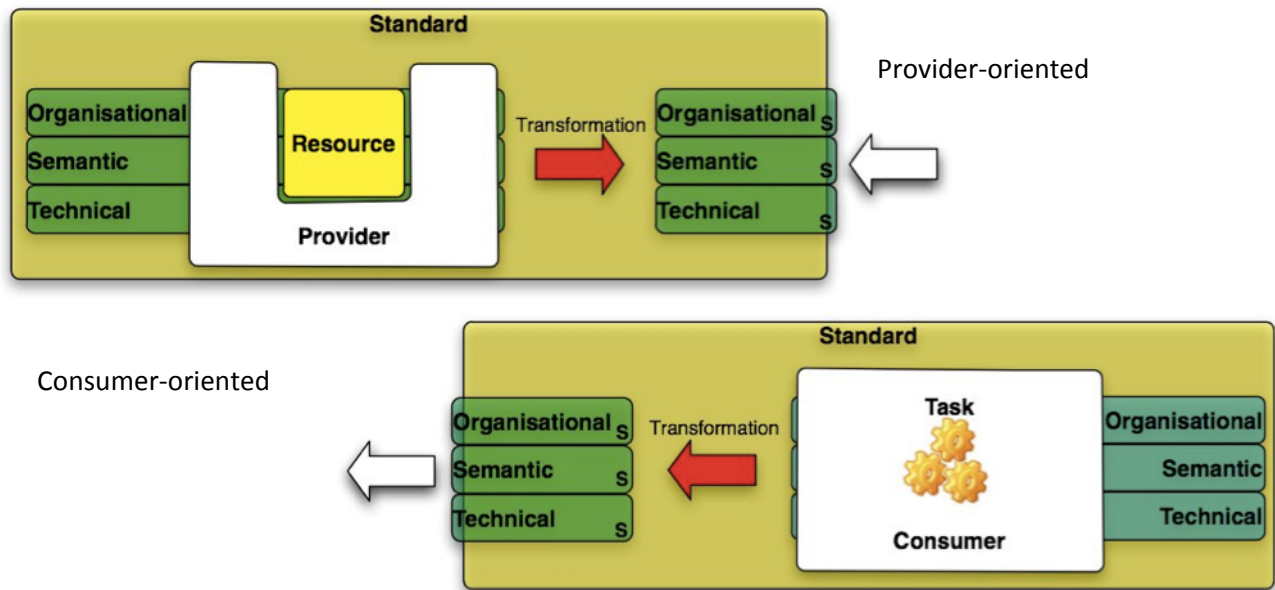 Standard
Provider-oriented
Organisational
Semantic
Technical
Resource
Provider
Transformation
Organisational S
Semantic S
Technical S
Standard
Consumer-oriented
Organisational S
Semantic S
Technical S
Transformation
Task
Consumer
Organisational
Semantic
Technical